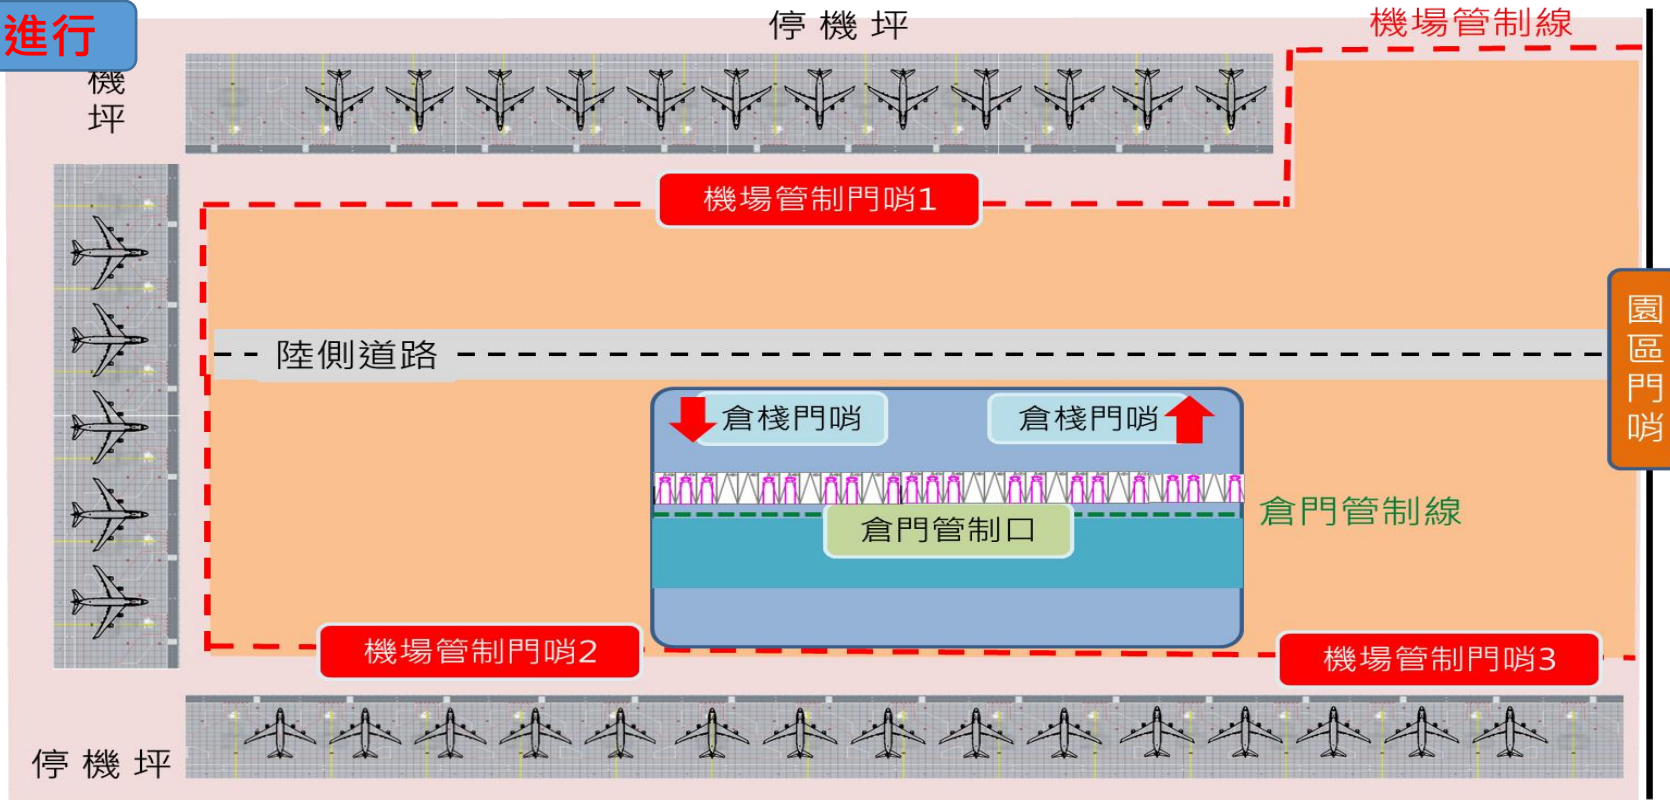 進行
停機坪
機場管制線
機
坪
機場管制門哨1
園區門哨
陸側道路
倉棧門哨
倉棧門哨
倉門管制線
倉門管制口
機場管制門哨2
機場管制門哨3
停機坪